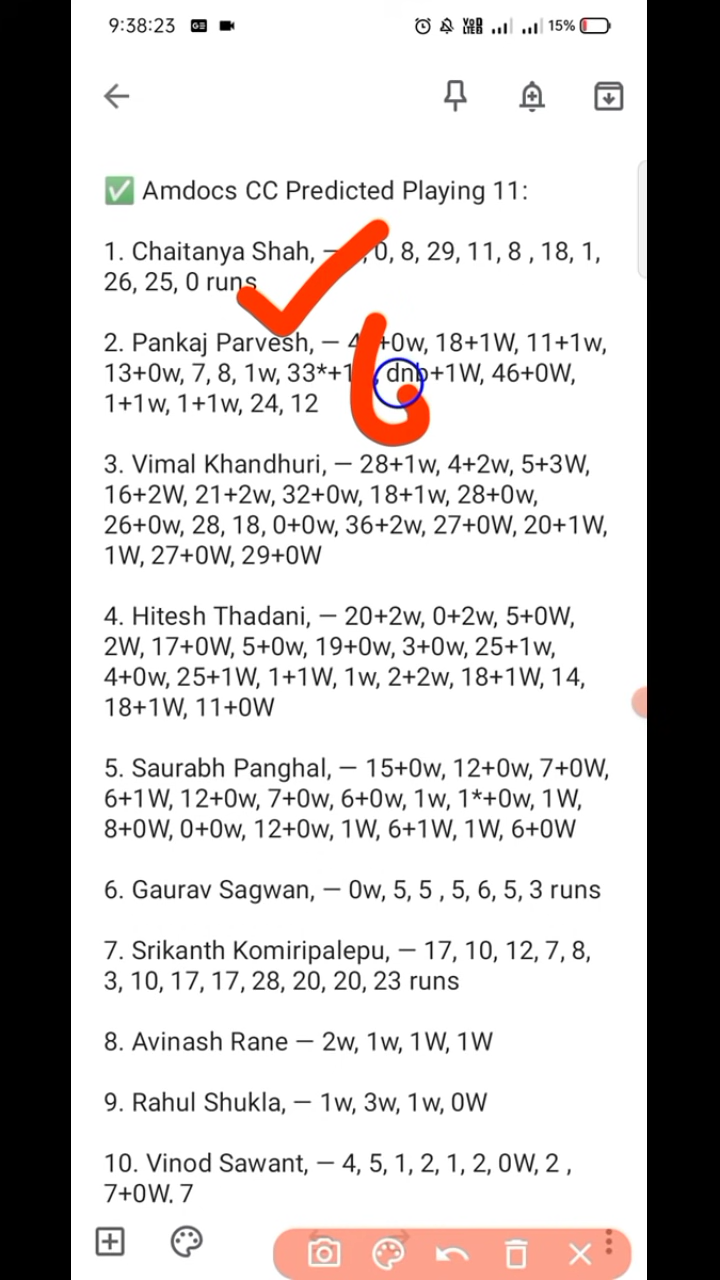 9:38:23 15%
✅ Amdocs CC Predicted Playing 11:
1. Chaitanya Shah, – 0, 8, 29, 11, 8 , 18, 1,
26, 25, 0 runs
2. Pankaj Parvesh, – +0w, 18+1W, 11+1w,
13+0w, 7, 8, 1w, dnb+1W, 46+0W,
1+1w, 1+1w, 24, 12
3. Vimal Khandhuri, – 28+1w, 4+2w, 5+3W,
16+2W, 21+2w, 32+0w, 18+1w, 28+0w,
26+0w, 28, 18, 0+0w, 36+2w, 27+0W, 20+1W,
1W, 27+0W, 29+0W
4. Hitesh Thadani, – 20+2w, 0+2w, 5+0W,
2W, 17+0W, 5+0w, 19+0w, 3+0w, 25+1w,
4+0w, 25+1W, 1+1W, 1w, 2+2w, 18+1W, 14,
18+1W, 11+0W
5. Saurabh Panghal, – 15+0w, 12+0w, 7+0W,
6+1W, 12+0w, 7+0w, 6+0w, 1w, 1*+0w, 1W,
8+0W, 0+0w, 12+0w, 1W, 6+1W, 1W, 6+0W
6. Gaurav Sagwan, – 0w, 5, 5 , 5, 6, 5, 3 runs
7. Srikanth Komiripalepu, – 17, 10, 12, 7, 8,
3, 10, 17, 17, 28, 20, 20, 23 runs
8. Avinash Rane – 2w, 1w, 1W, 1W
9. Rahul Shukla, – 1w, 3w, 1w, 0W
10. Vinod Sawant, – 4, 5, 1, 2, 1, 2, 0W, 2 ,
7+0W, 7